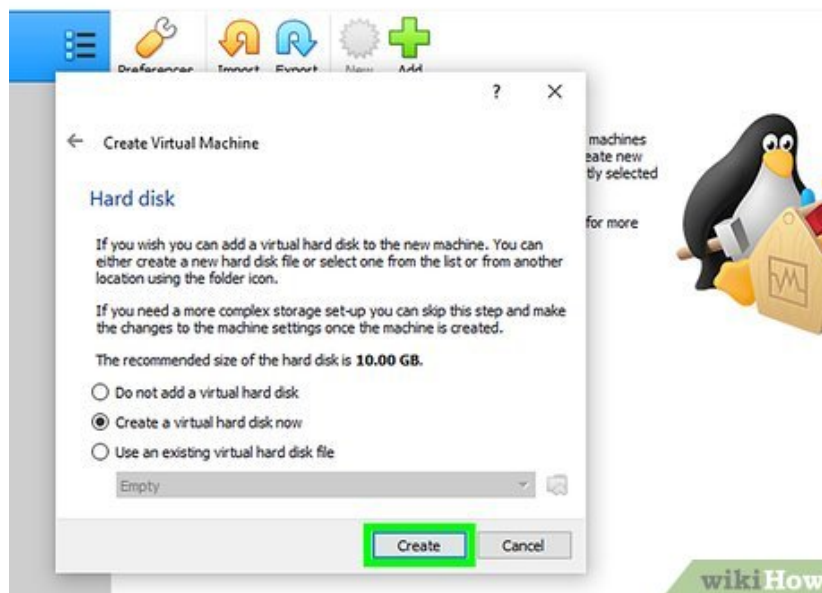 Preferences Import Export New Add
? ×
Create Virtual Machine
machines
eate new
tly selected
for more
Hard disk
If you wish you can add a virtual hard disk to the new machine. You can
either create a new hard disk file or select one from the list or from another
location using the folder icon.
If you need a more complex storage set-up you can skip this step and make
the changes to the machine settings once the machine is created.
The recommended size of the hard disk is 10.00 GB.
Do not add a virtual hard disk
Create a virtual hard disk now
Use an existing virtual hard disk file
Empty
Create Cancel
wikiHow